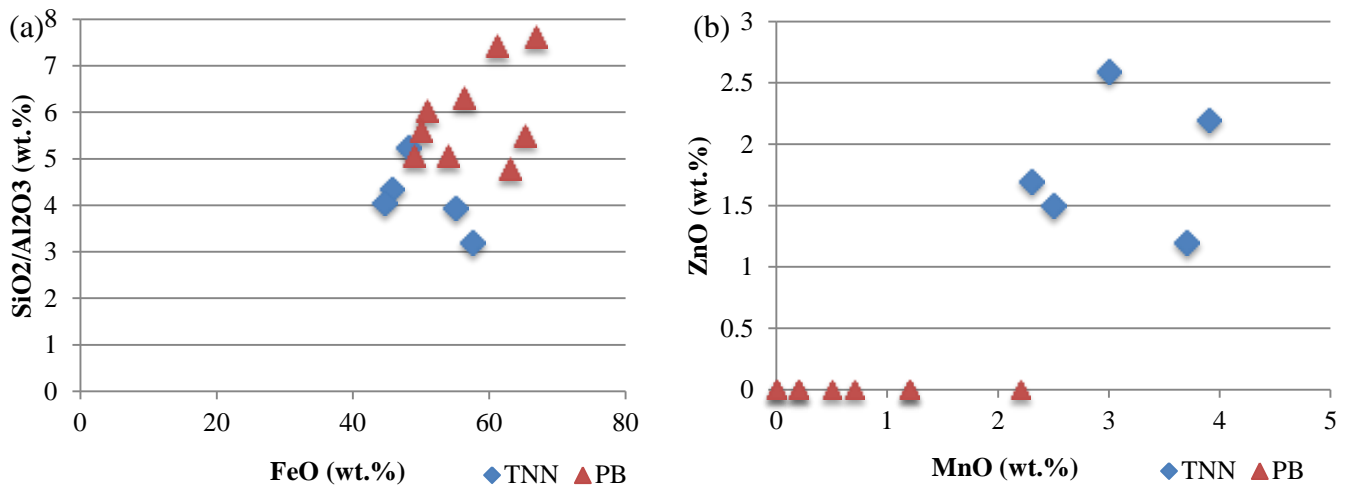 (a)
8
7
6
5
4
3
2
1
0
SiO2/Al2O3 (wt.%)
0 20 40 60 80
FeO (wt.%)
TNN PB
(b)
3
2.5
2
1.5
1
0.5
0
ZnO (wt.%)
0 1 2 3 4 5
MnO (wt.%)
TNN PB